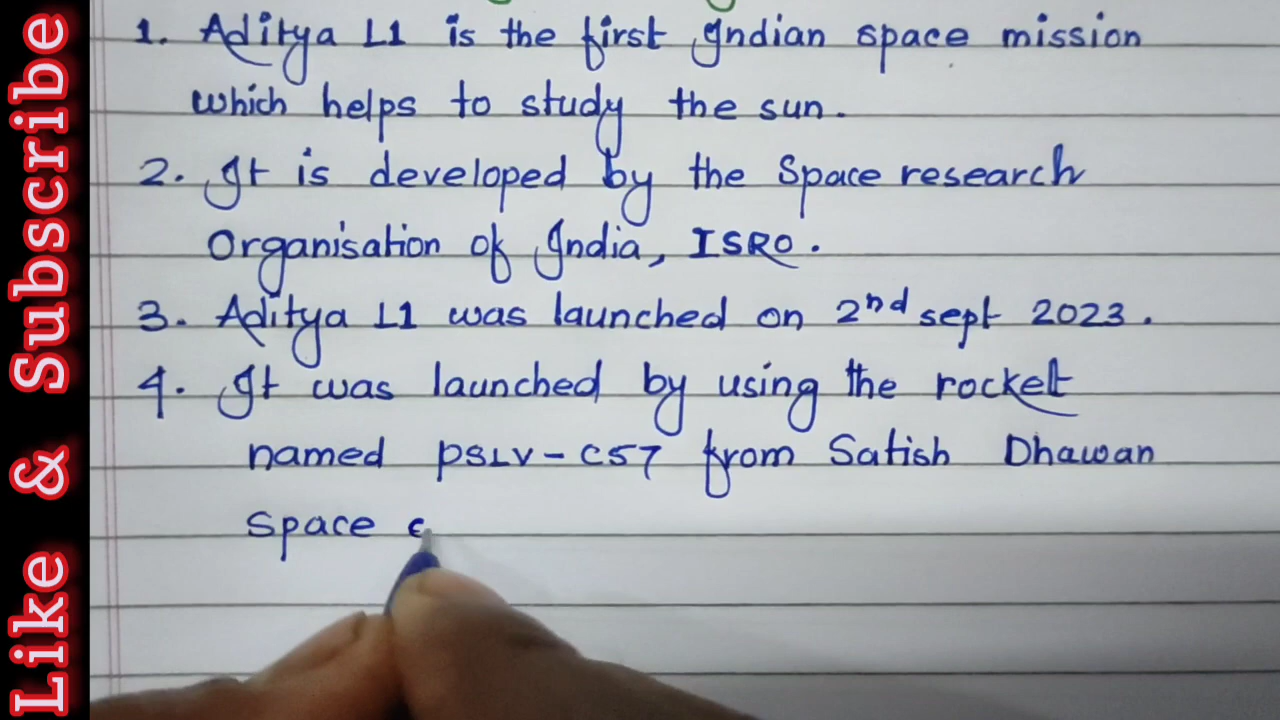 Like & Subscribe
1. Aditya L1 is the first Indian space mission
which helps to study the sun.
2. It is developed by the Space research
Organisation of India, ISRO.
3. Aditya L1 was launched on 2nd sept 2023.
4. It was launched by using the rocket
named PSLV-C57 from Satish Dhawan
Space